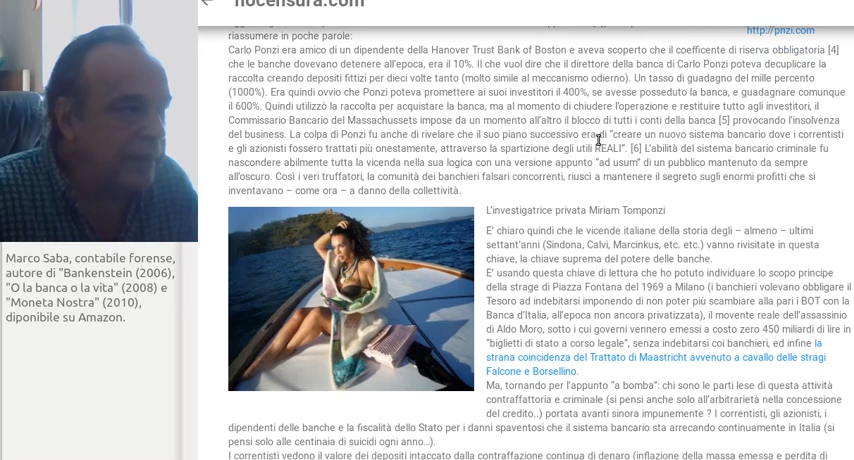 nocensura.com
http://pnzi.com
riassumere in poche parole:
Carlo Ponzi era amico di un dipendente della Hanover Trust Bank of Boston e aveva scoperto che il coefficente di riserva obbligatoria [4]
che le banche dovevano detenere all'epoca, era il 10%. Il che vuol dire che il direttore della banca di Carlo Ponzi poteva decuplicare la
raccolta creando depositi fittizi per dieci volte tanto (molto simile al meccanismo odierno). Un tasso di guadagno del mille percento
(1000%). Era quindi ovvio che Ponzi poteva promettere ai suoi investitori il 400%, se avesse posseduto la banca, e guadagnare comunque
il 600%. Quindi utilizzò la raccolta per acquistare la banca, ma al momento di chiudere l'operazione e restituire tutto agli investitori, il
Commissario Bancario del Massachussets impose da un momento all'altro il blocco di tutti i conti della banca [5] provocando l'insolvenza
del business. La colpa di Ponzi fu anche di rivelare che il suo piano successivo era di "creare un nuovo sistema bancario dove i correntisti
e gli azionisti fossero trattati più onestamente, attraverso la spartizione degli utili REALI". [6] L'abilità del sistema bancario criminale fu
nascondere abilmente tutta la vicenda nella sua logica con una versione appunto "ad usum" di un pubblico mantenuto da sempre
all'oscuro. Così i veri truffatori, la comunità dei banchieri falsari concorrenti, riuscì a mantenere il segreto sugli enormi profitti che si
inventavano – come ora – a danno della collettività.
L'investigatrice privata Miriam Tomponzi
E' chiaro quindi che le vicende italiane della storia degli – almeno – ultimi
settant'anni (Sindona, Calvi, Marcinkus, etc. etc.) vanno rivisitate in questa
chiave, la chiave suprema del potere delle banche.
E' usando questa chiave di lettura che ho potuto individuare lo scopo principe
della strage di Piazza Fontana del 1969 a Milano (i banchieri volevano obbligare il
Tesoro ad indebitarsi imponendo di non poter più scambiare alla pari i BOT con la
Banca d'Italia, all'epoca non ancora privatizzata), il movente reale dell'assassinio
di Aldo Moro, sotto i cui governi vennero emessi a costo zero 450 miliardi di lire in
"biglietti di stato a corso legale", senza indebitarsi coi banchieri, ed infine la
strana coincidenza del Trattato di Maastricht avvenuto a cavallo delle stragi
Falcone e Borsellino.
Ma, tornando per l'appunto "a bomba": chi sono le parti lese di questa attività
contraffattoria e criminale (si pensi anche solo all'arbitrarietà nella concessione
del credito..) portata avanti sinora impunemente ? I correntisti, gli azionisti, i
dipendenti delle banche e la fiscalità dello Stato per i danni spaventosi che il sistema bancario sta arrecando continuamente in Italia (si
pensi solo alle centinaia di suicidi ogni anno...).
I correntisti vedono il valore dei depositi intaccato dalla contraffazione continua di denaro (inflazione della massa emessa e perdita di
Marco Saba, contabile forense,
autore di "Bankenstein (2006),
"O la banca o la vita" (2008) e
"Moneta Nostra" (2010),
diponibile su Amazon.